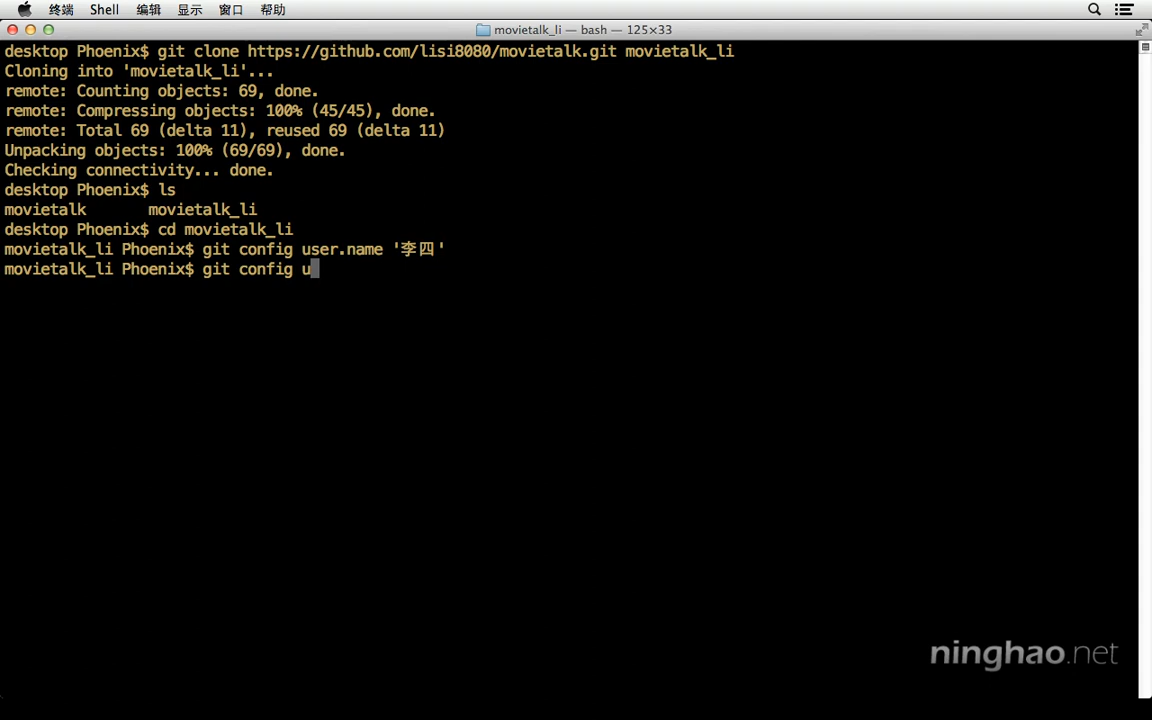 终端 Shell 编辑 显示 窗口 帮助
movietalk_li — bash — 125×33
desktop Phoenix$ git clone https://github.com/lisi8080/movietalk.git movietalk_li
Cloning into 'movietalk_li'...
remote: Counting objects: 69, done.
remote: Compressing objects: 100% (45/45), done.
remote: Total 69 (delta 11), reused 69 (delta 11)
Unpacking objects: 100% (69/69), done.
Checking connectivity... done.
desktop Phoenix$ ls
movietalk movietalk_li
desktop Phoenix$ cd movietalk_li
movietalk_li Phoenix$ git config user.name '李四'
movietalk_li Phoenix$ git config u
ninghao.net